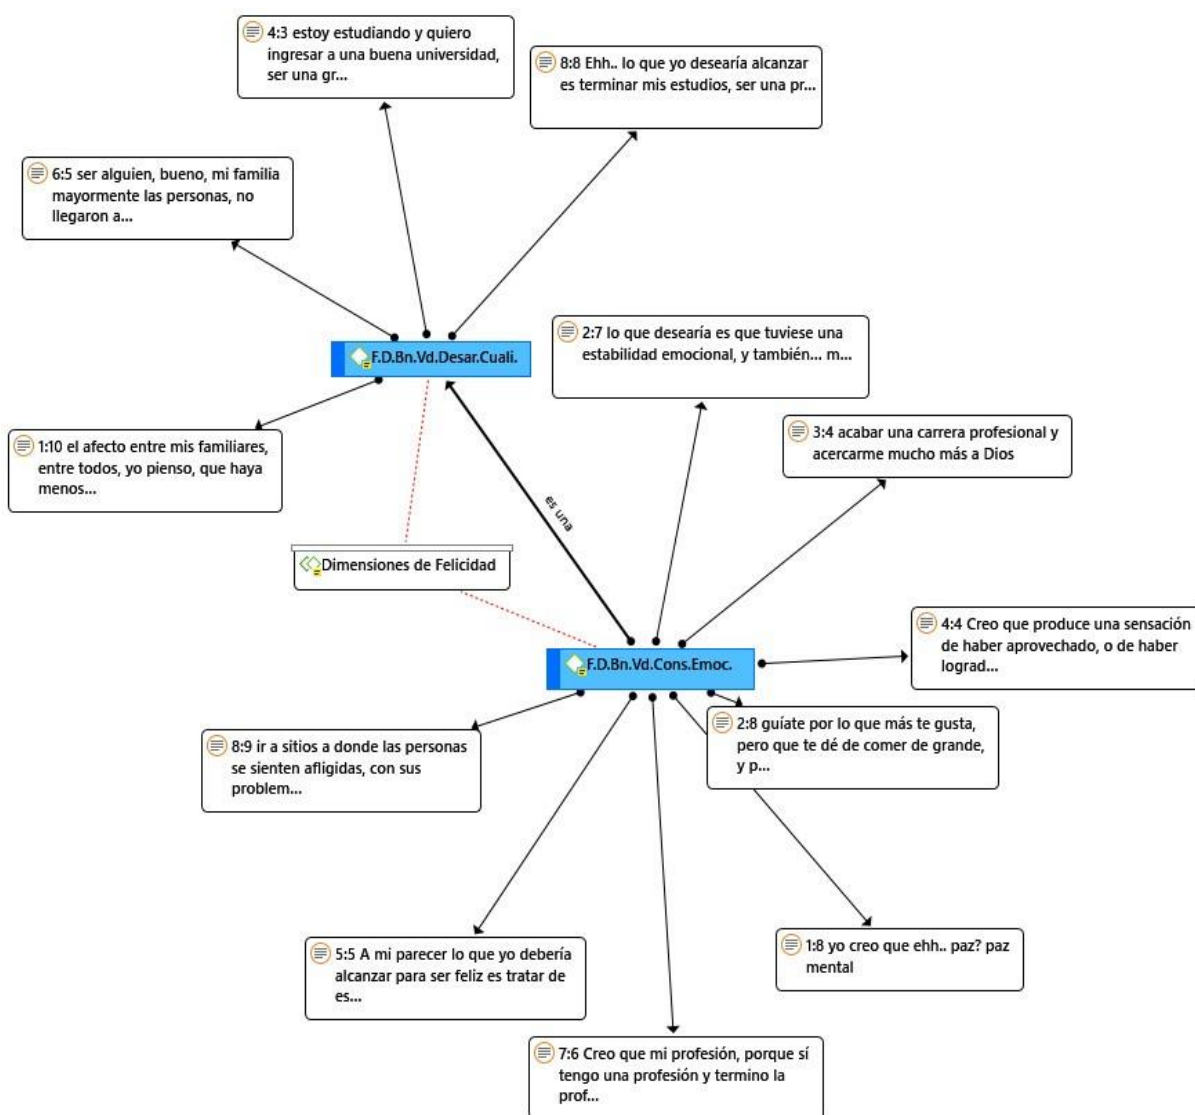 4:3 estoy estudiando y quiero
ingresar a una buena universidad,
ser una gr...
8:8 Ehh.. lo que yo desearía alcanzar
es terminar mis estudios, ser una pr...
6:5 ser alguien, bueno, mi familia
mayormente las personas, no
llegaron a...
F.D.Bn.Vd.Desar.Cuali.
2:7 lo que desearía es que tuviese una
estabilidad emocional, y también... m...
1:10 el afecto entre mis familiares,
entre todos, yo pienso, que haya
menos...
3:4 acabar una carrera profesional y
acercarme mucho más a Dios
es una
Dimensiones de Felicidad
4:4 Creo que produce una sensación
de haber aprovechado, o de haber
lograd...
F.D.Bn.Vd.Cons.Emoc.
8:9 ir a sitios a donde las personas
se sienten afligidas, con sus
problem...
2:8 guíate por lo que más te gusta,
pero que te dé de comer de grande,
y p...
5:5 A mi parecer lo que yo debería
alcanzar para ser feliz es tratar de
es...
1:8 yo creo que ehh.. paz? paz
mental
7:6 Creo que mi profesión, porque sí
tengo una profesión y termino la
prof...